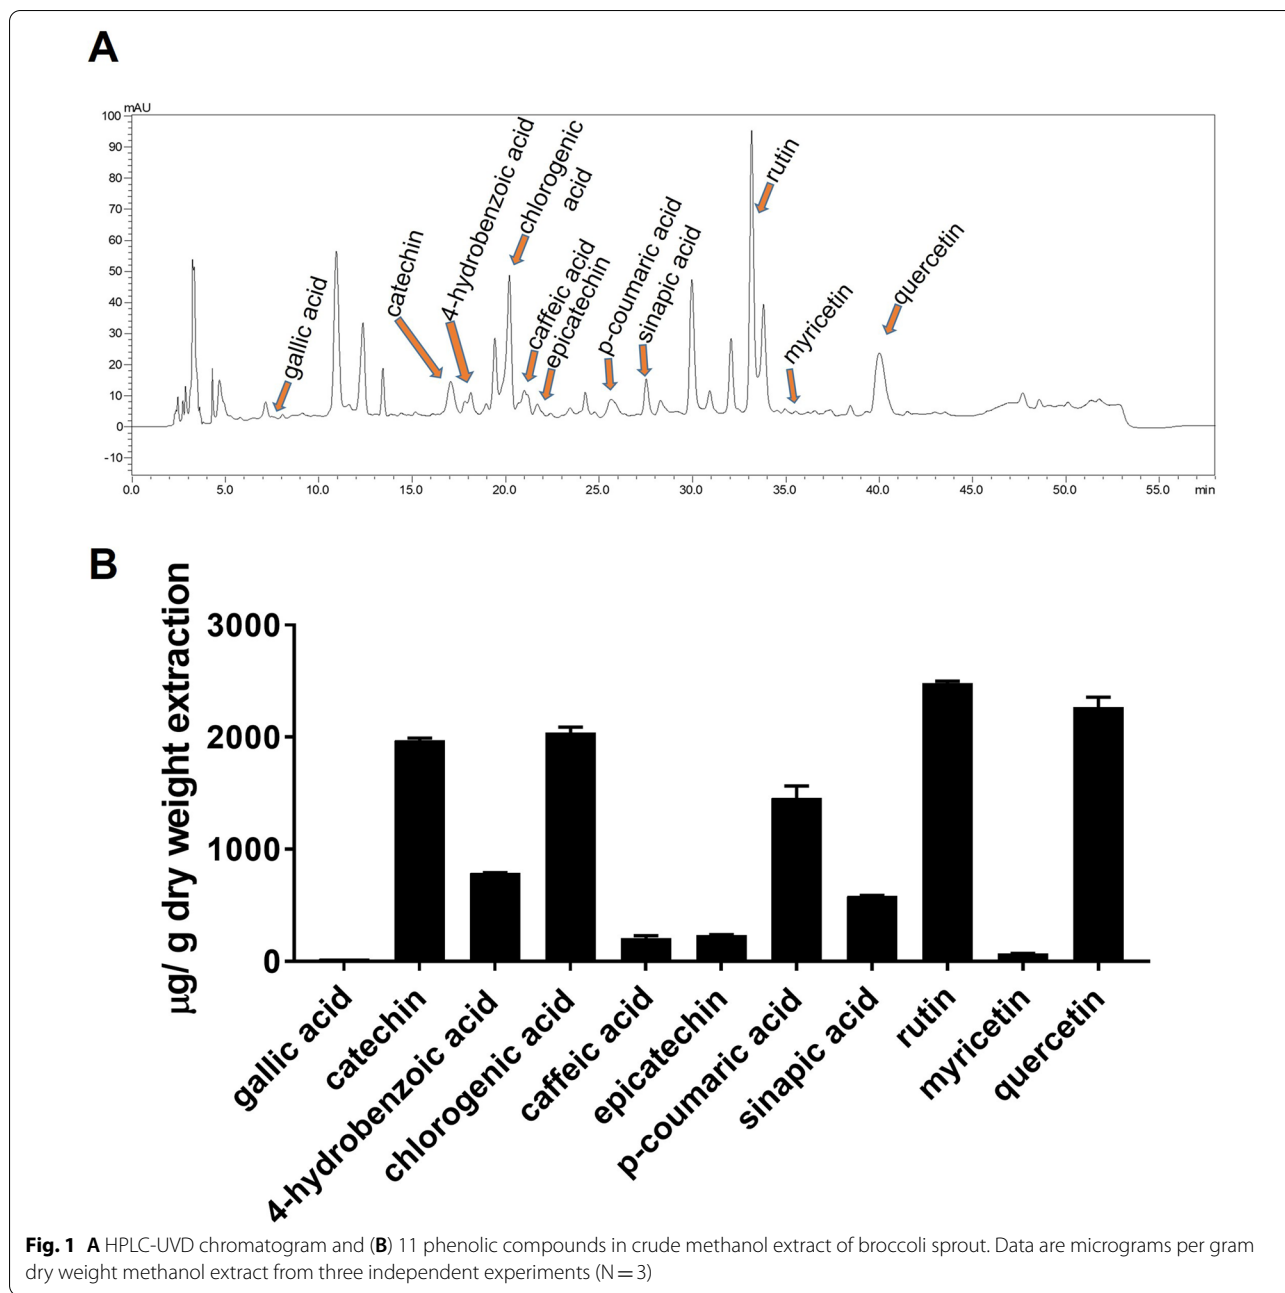 A
mAU
100
90
80
70
60
50
40
30
20
10
0
-10
gallic acid
catechin
4-hydrobenzoic acid
chlorogenic
acid
caffeic acid
epicatechin
p-coumaric acid
sinapic acid
rutin
myricetin
quercetin
0.0 5.0 10.0 15.0 20.0 25.0 30.0 35.0 40.0 45.0 50.0 55.0 min
B
µg/ g dry weight extraction
3000
2000
1000
0
gallic acid
catechin
4-hydrobenzoic acid
chlorogenic acid
caffeic acid
epicatechin
p-coumaric acid
sinapic acid
rutin
myricetin
quercetin
Fig. 1 A HPLC-UVD chromatogram and (B) 11 phenolic compounds in crude methanol extract of broccoli sprout. Data are micrograms per gram
dry weight methanol extract from three independent experiments (N = 3)